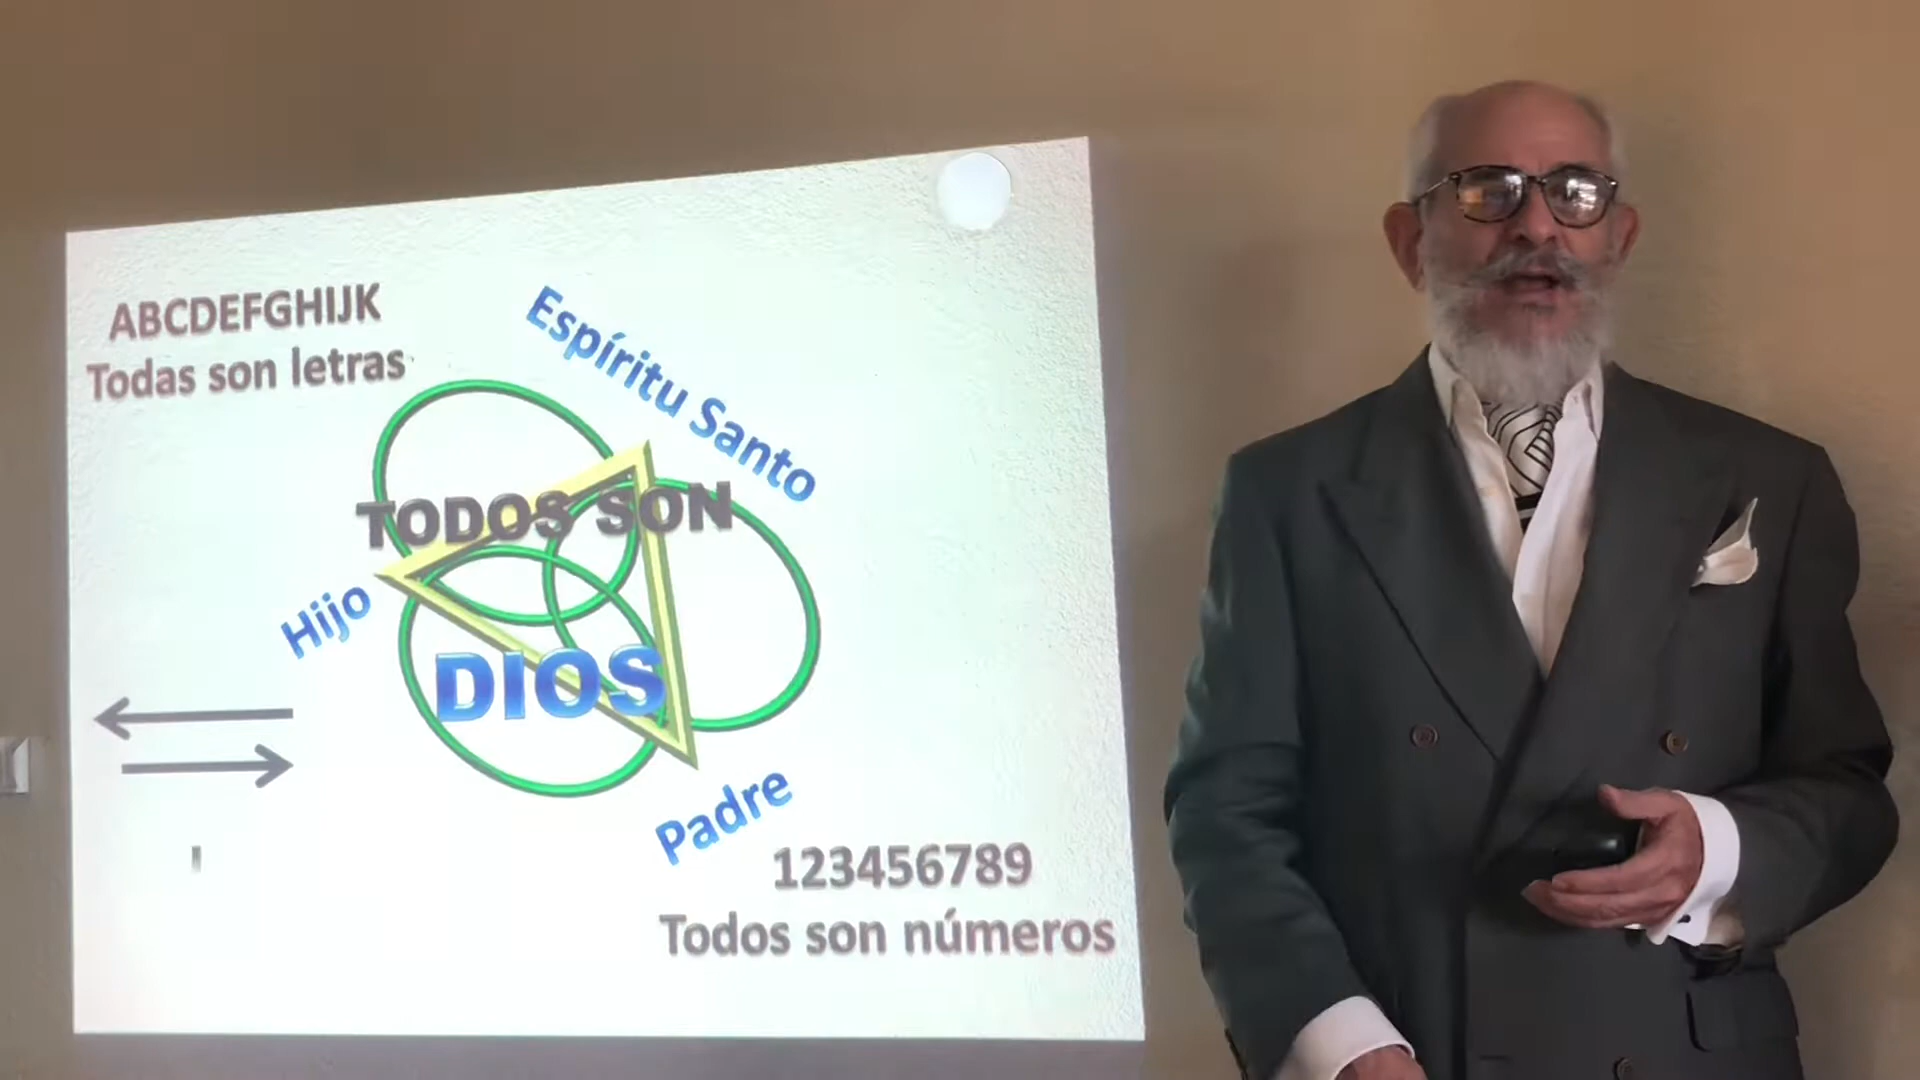 ABCDEFGHIJK
Todas son letras
Espíritu Santo
TODOS SON
Hijo
DIOS
Padre
123456789
Todos son números